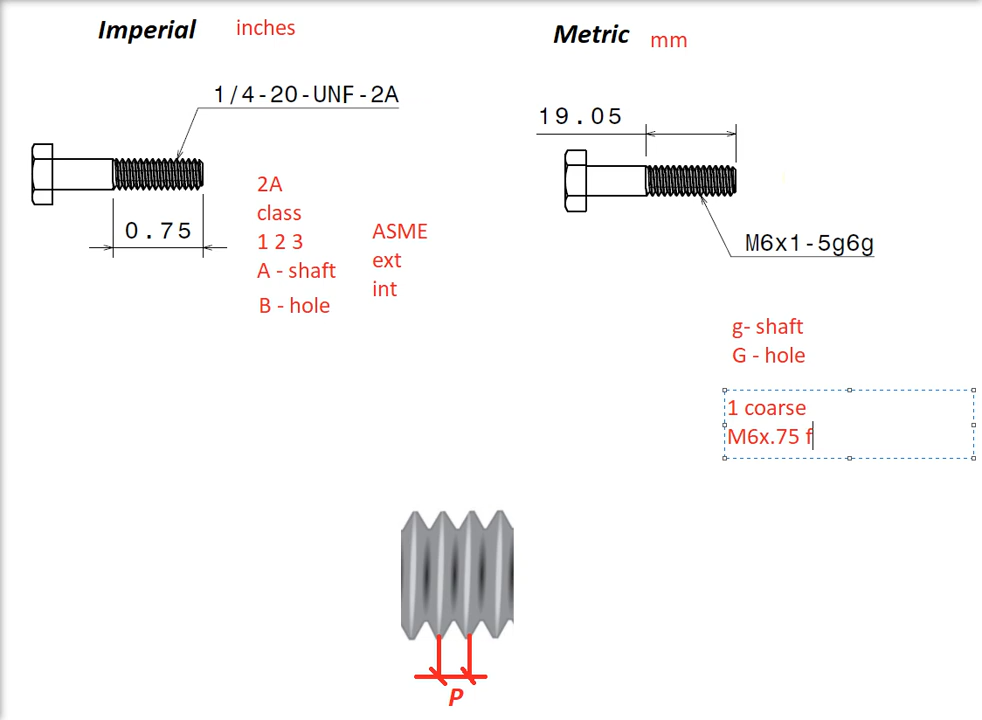 Imperial inches
1/4-20-UNF-2A
0.75
2A
class
1 2 3
A - shaft
B - hole
ASME
ext
int
Metric mm
19.05
M6x1-5g6g
g- shaft
G - hole
1 coarse
M6x.75 f
P